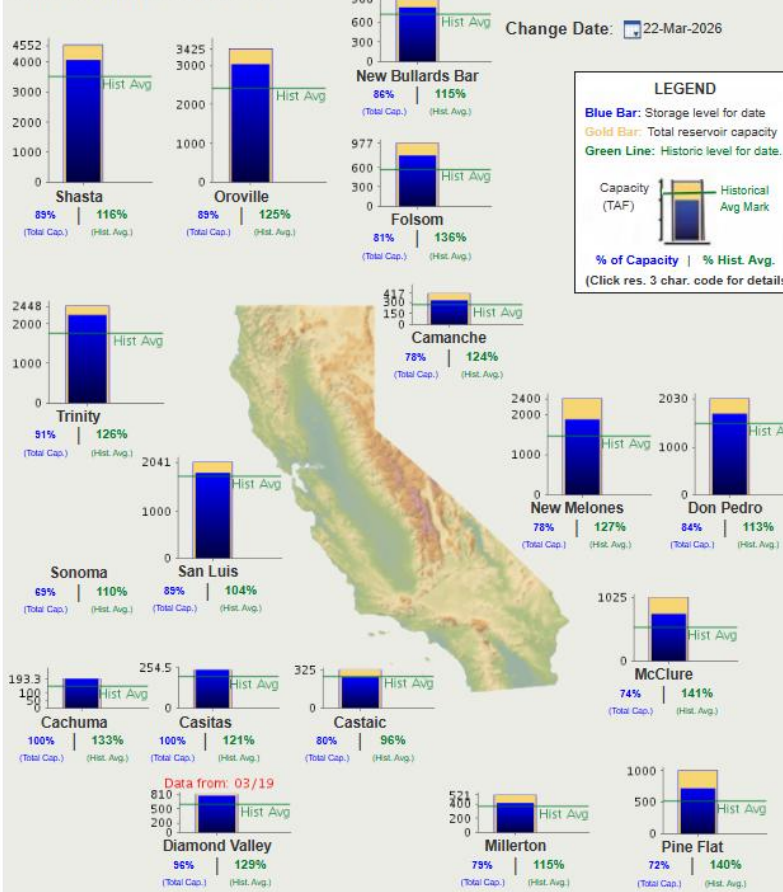 600
300
0
Hist Avg
New Bullards Bar
86% | 115%
(Total Cap.) (Hist. Avg.)
Change Date: 22-Mar-2026
4552
4000
3000
2000
1000
0
Hist Avg
Shasta
89% | 116%
(Total Cap.) (Hist. Avg.)
3425
3000
2000
1000
0
Hist Avg
Oroville
89% | 125%
(Total Cap.) (Hist. Avg.)
977
600
300
0
Hist Avg
Folsom
81% | 136%
(Total Cap.) (Hist. Avg.)
LEGEND
Blue Bar: Storage level for date
Gold Bar: Total reservoir capacity
Green Line: Historic level for date.
Capacity
(TAF)
Historical
Avg Mark
% of Capacity | % Hist. Avg.
(Click res. 3 char. code for details
2448
2000
1000
0
Hist Avg
Trinity
91% | 126%
(Total Cap.) (Hist. Avg.)
417
300
150
0
Hist Avg
Camanche
78% | 124%
(Total Cap.) (Hist. Avg.)
2400
2000
1000
0
Hist Avg
New Melones
78% | 127%
(Total Cap.) (Hist. Avg.)
2030
1000
0
Hist A
Don Pedro
84% | 113%
(Total Cap.) (Hist. Avg.)
Sonoma
69% | 110%
(Total Cap.) (Hist. Avg.)
2041
1000
0
Hist Avg
San Luis
89% | 104%
(Total Cap.) (Hist. Avg.)
1025
0
Hist Avg
McClure
74% | 141%
(Total Cap.) (Hist. Avg.)
193.3
100
50
0
Hist Avg
Cachuma
100% | 133%
(Total Cap.) (Hist. Avg.)
254.5
0
Hist Avg
Casitas
100% | 121%
(Total Cap.) (Hist. Avg.)
325
0
Hist Avg
Castaic
80% | 96%
(Total Cap.) (Hist. Avg.)
Data from: 03/19
810
500
200
0
Hist Avg
Diamond Valley
96% | 129%
(Total Cap.) (Hist. Avg.)
521
400
200
0
Hist Avg
Millerton
79% | 115%
(Total Cap.) (Hist. Avg.)
1000
500
0
Hist Avg
Pine Flat
72% | 140%
(Total Cap.) (Hist. Avg.)